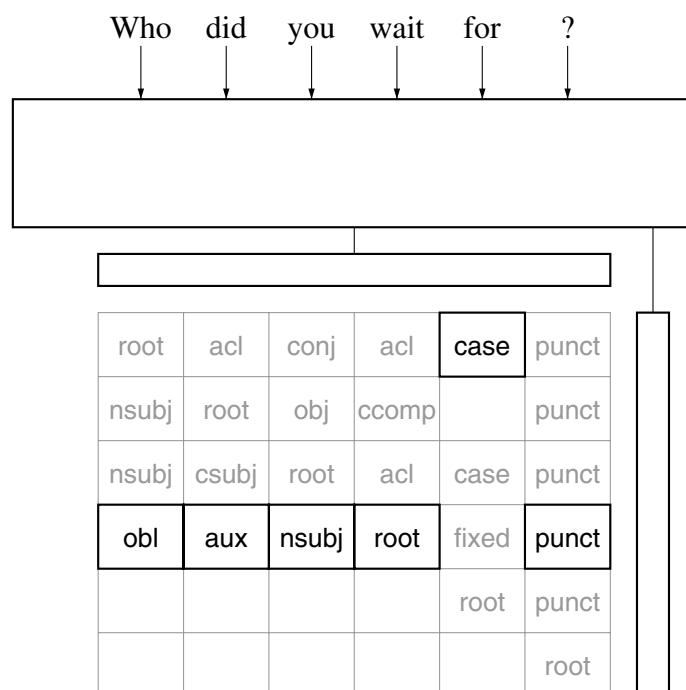 Who did you wait for ?
root acl conj acl case punct
nsubj root obj ccomp punct
nsubj csubj root acl case punct
obl aux nsubj root fixed punct
root punct
root